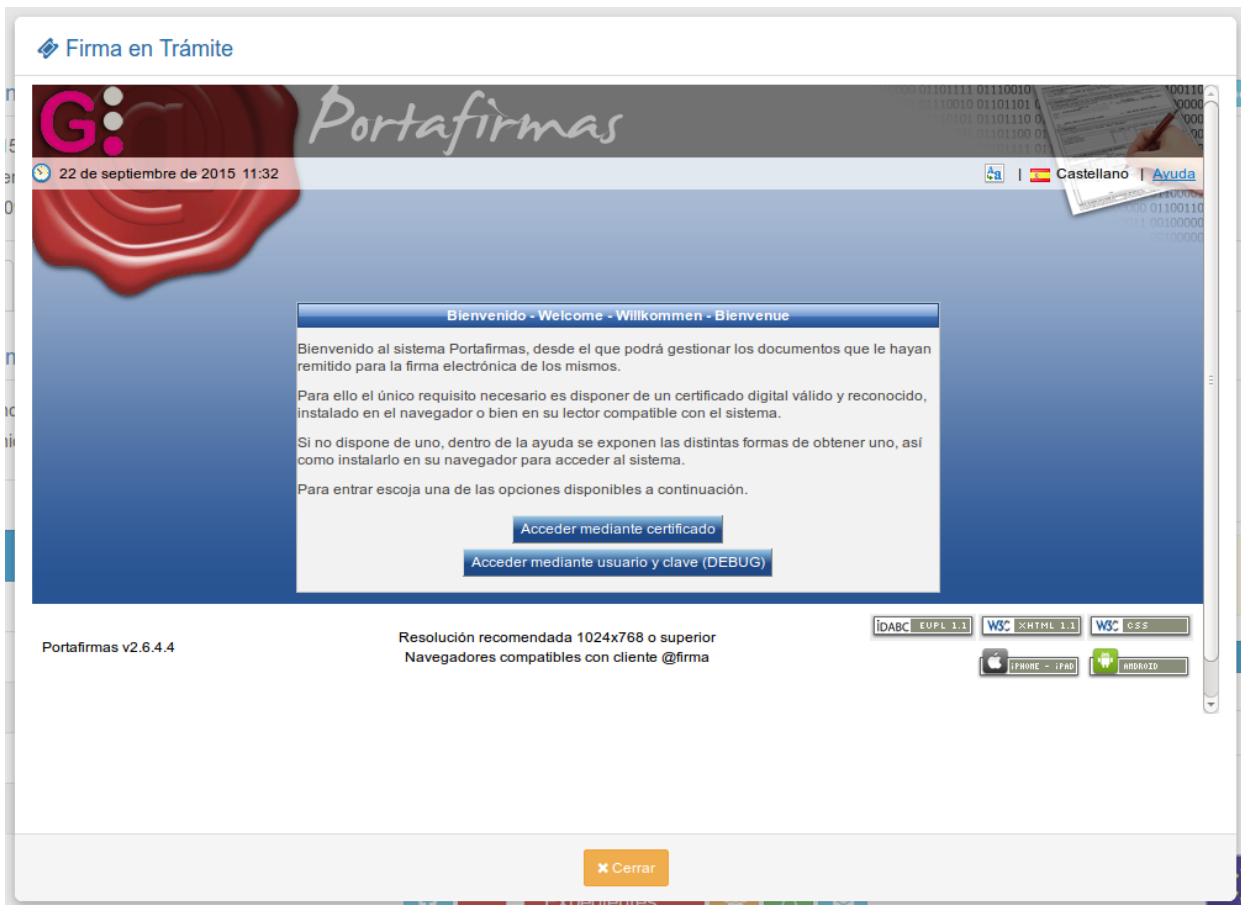 Firma en Trámite
G
Portafirmas
22 de septiembre de 2015 11:32
| Castellano | Ayuda
Bienvenido - Welcome - Willkommen - Bienvenue
Bienvenido al sistema Portafirmas, desde el que podrá gestionar los documentos que le hayan
remitido para la firma electrónica de los mismos.
Para ello el único requisito necesario es disponer de un certificado digital válido y reconocido,
instalado en el navegador o bien en su lector compatible con el sistema.
Si no dispone de uno, dentro de la ayuda se exponen las distintas formas de obtener uno, así
como instalarlo en su navegador para acceder al sistema.
Para entrar escoja una de las opciones disponibles a continuación.
Acceder mediante certificado
Acceder mediante usuario y clave (DEBUG)
Portafirmas v2.6.4.4
Resolución recomendada 1024x768 o superior
Navegadores compatibles con cliente @firma
IDABC EUPL 1.1 W3C XHTML 1.1 W3C CSS
iPHONE - iPAD ANDROID
Cerrar
Expedientes